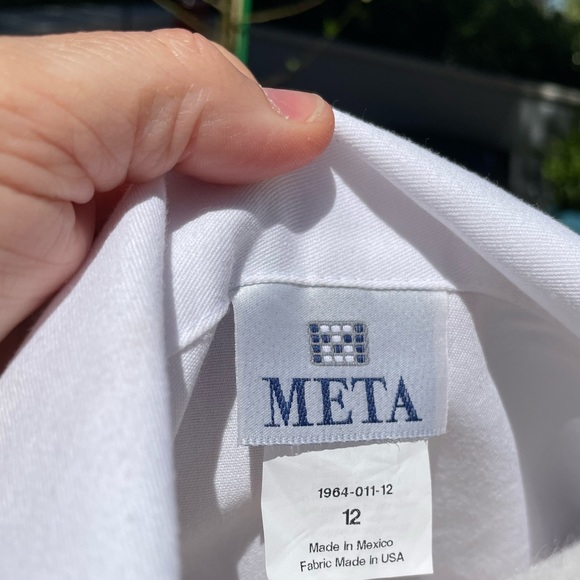 META
1964-011-12
12
Made in Mexico
Fabric Made in USA